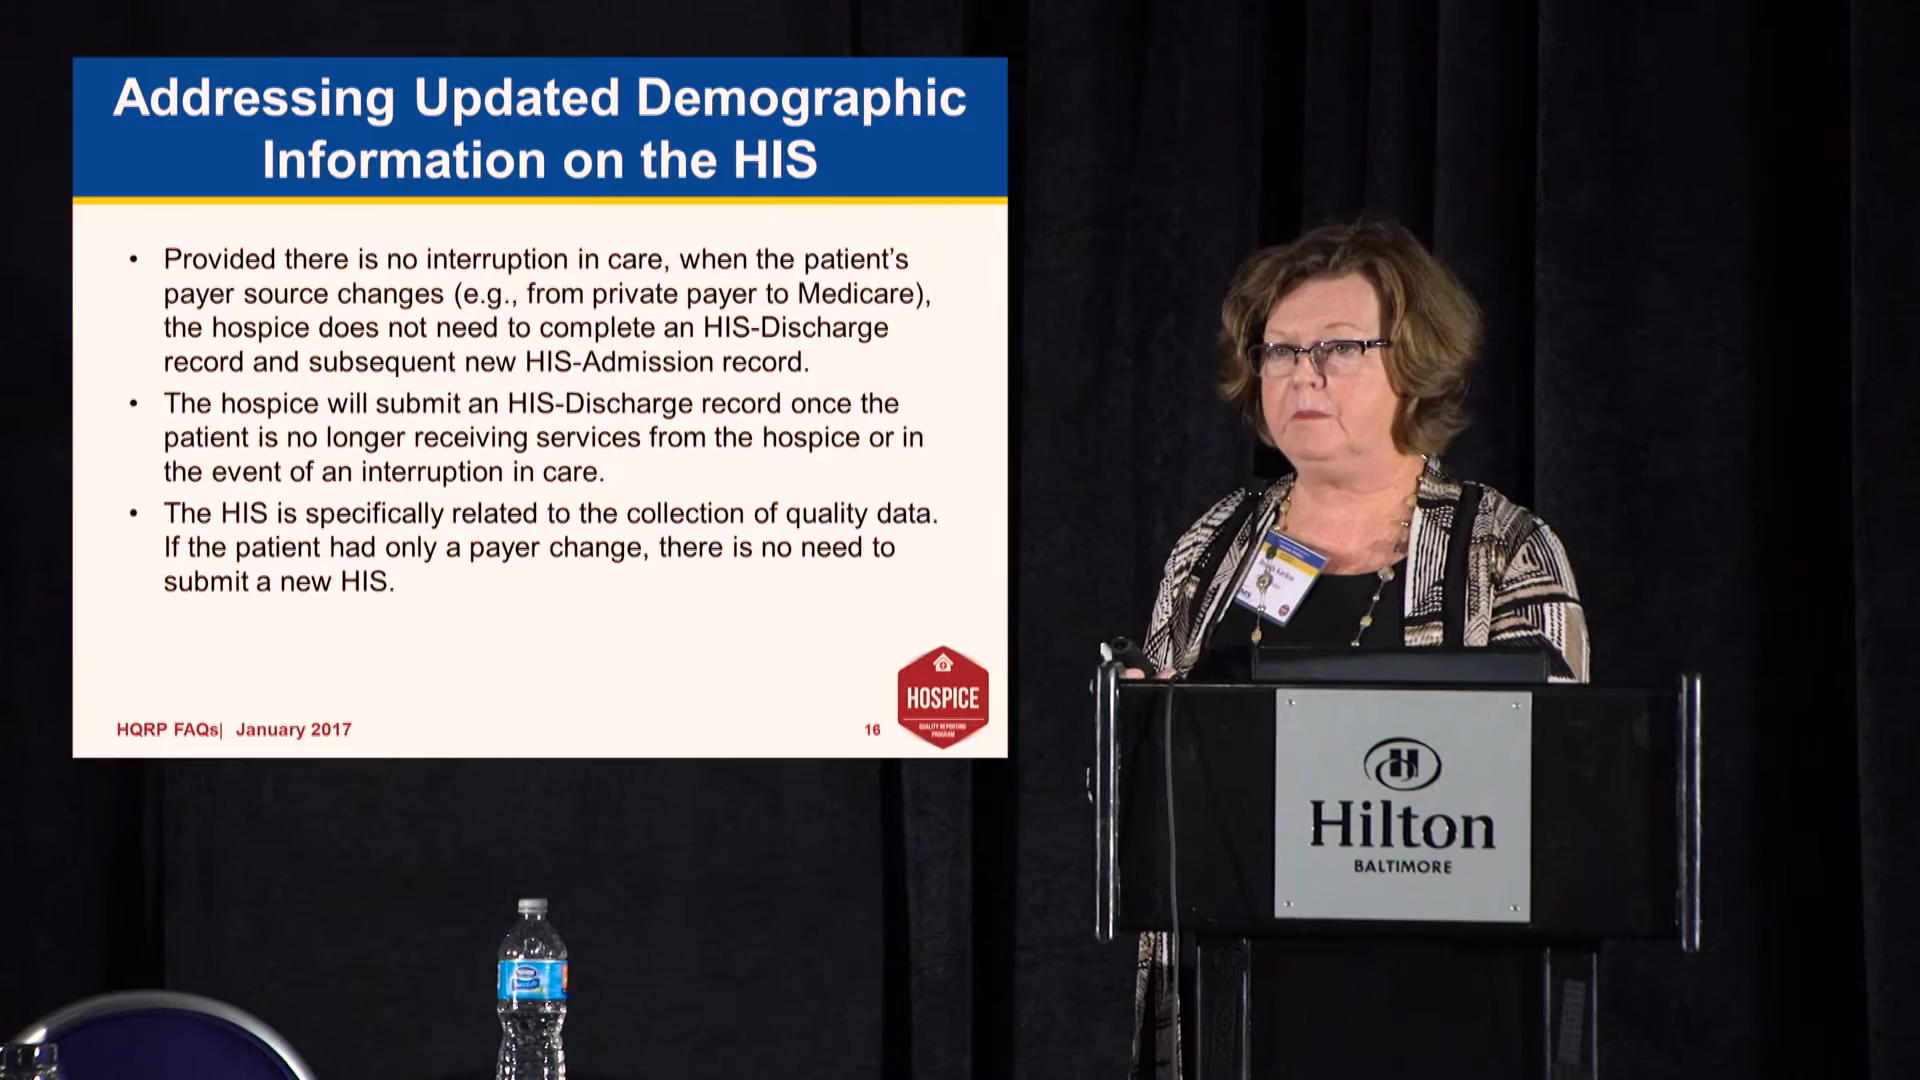 Addressing Updated Demographic
Information on the HIS
• Provided there is no interruption in care, when the patient’s
payer source changes (e.g., from private payer to Medicare),
the hospice does not need to complete an HIS-Discharge
record and subsequent new HIS-Admission record.
• The hospice will submit an HIS-Discharge record once the
patient is no longer receiving services from the hospice or in
the event of an interruption in care.
• The HIS is specifically related to the collection of quality data.
If the patient had only a payer change, there is no need to
submit a new HIS.
HQRP FAQs| January 2017
16
HOSPICE
QUALITY REPORTING
PROGRAM
H
Hilton
BALTIMORE